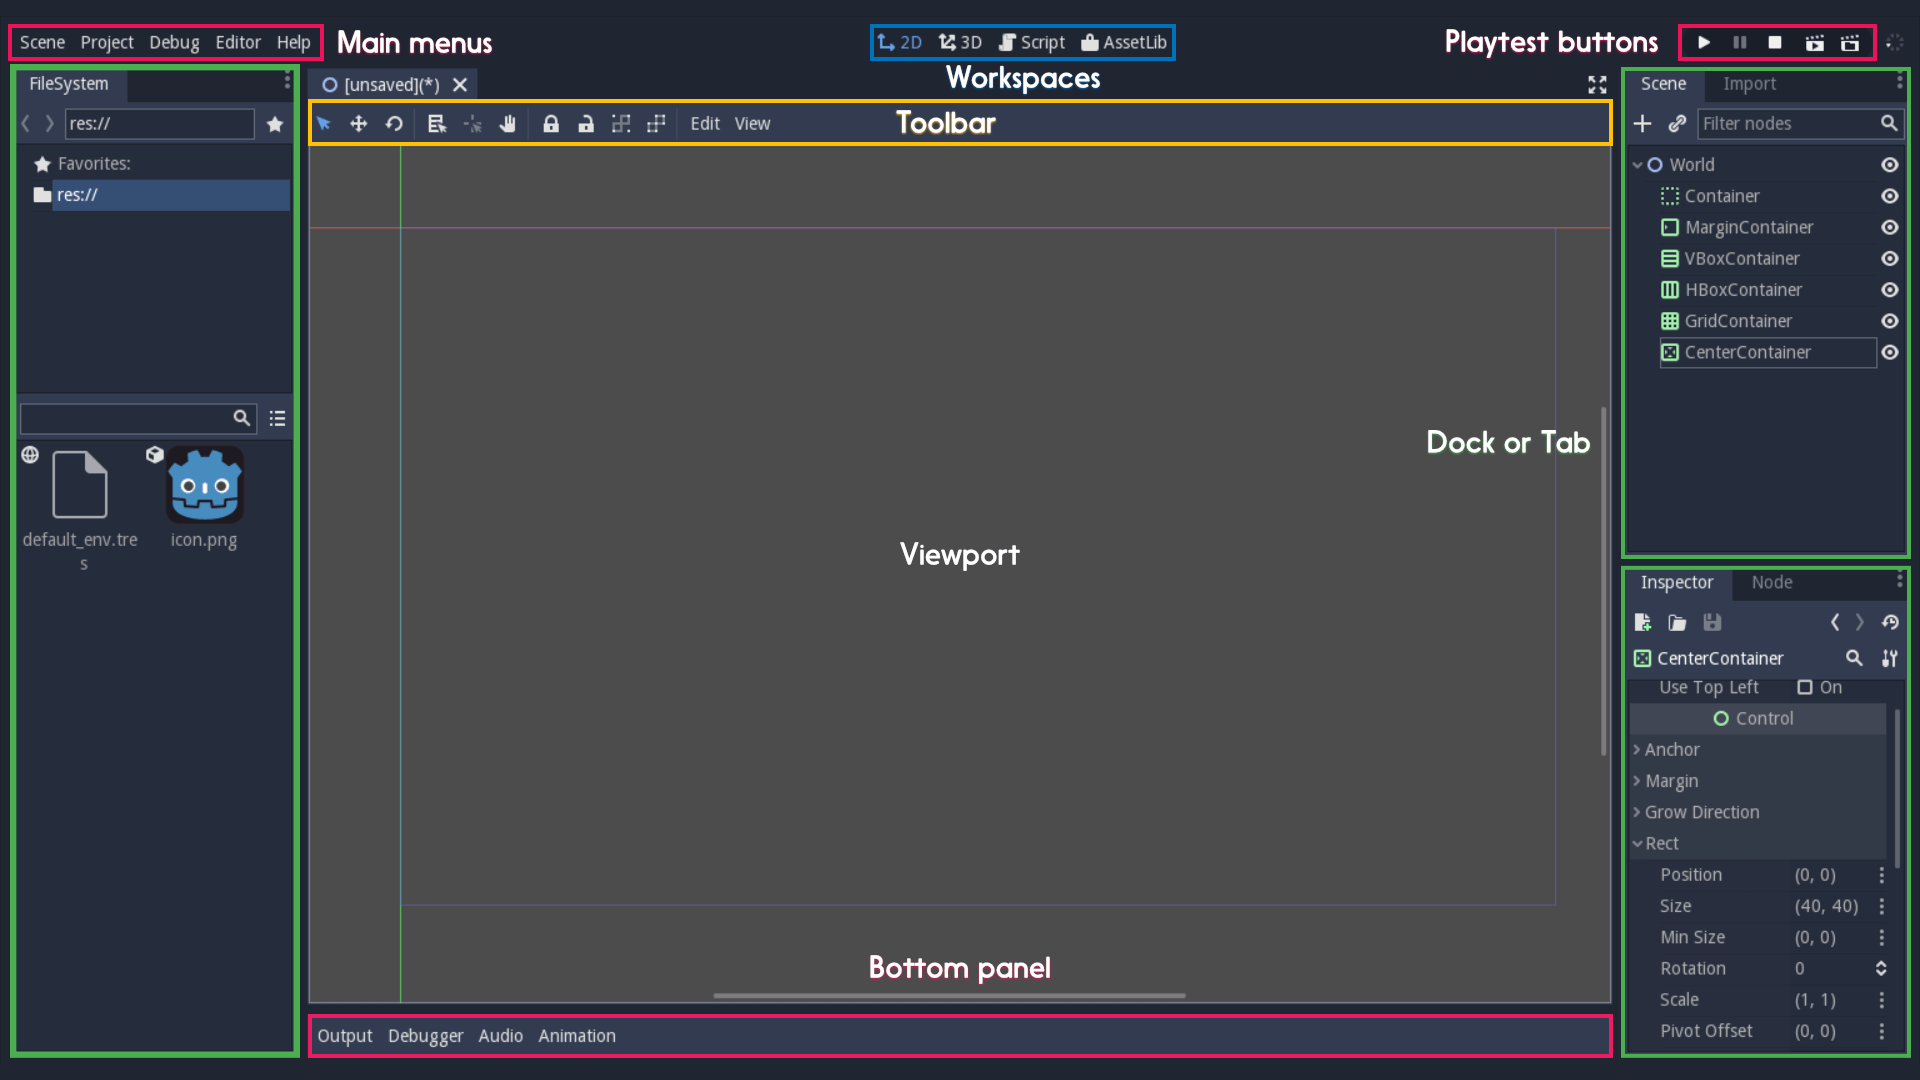 Scene Project Debug Editor Help
Main menus
2D 3D Script AssetLib
Workspaces
Playtest buttons
FileSystem
res://
Favorites:
res://
default_env.tre
s
icon.png
[unsaved](*)
Edit View
Toolbar
Viewport
Dock or Tab
Bottom panel
Output Debugger Audio Animation
Scene Import
Filter nodes
World
Container
MarginContainer
VBoxContainer
HBoxContainer
GridContainer
CenterContainer
Inspector Node
CenterContainer
Use Top Left On
Control
Anchor
Margin
Grow Direction
Rect
Position (0, 0)
Size (40, 40)
Min Size (0, 0)
Rotation 0
Scale (1, 1)
Pivot Offset (0, 0)